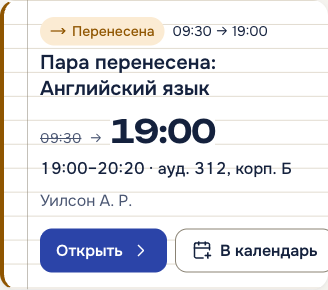 → Перенесена 09:30 → 19:00
Пара перенесена:
Английский язык
09:30 → 19:00
19:00–20:20 · ауд. 312, корп. Б
Уилсон А. Р.
Открыть В календарь